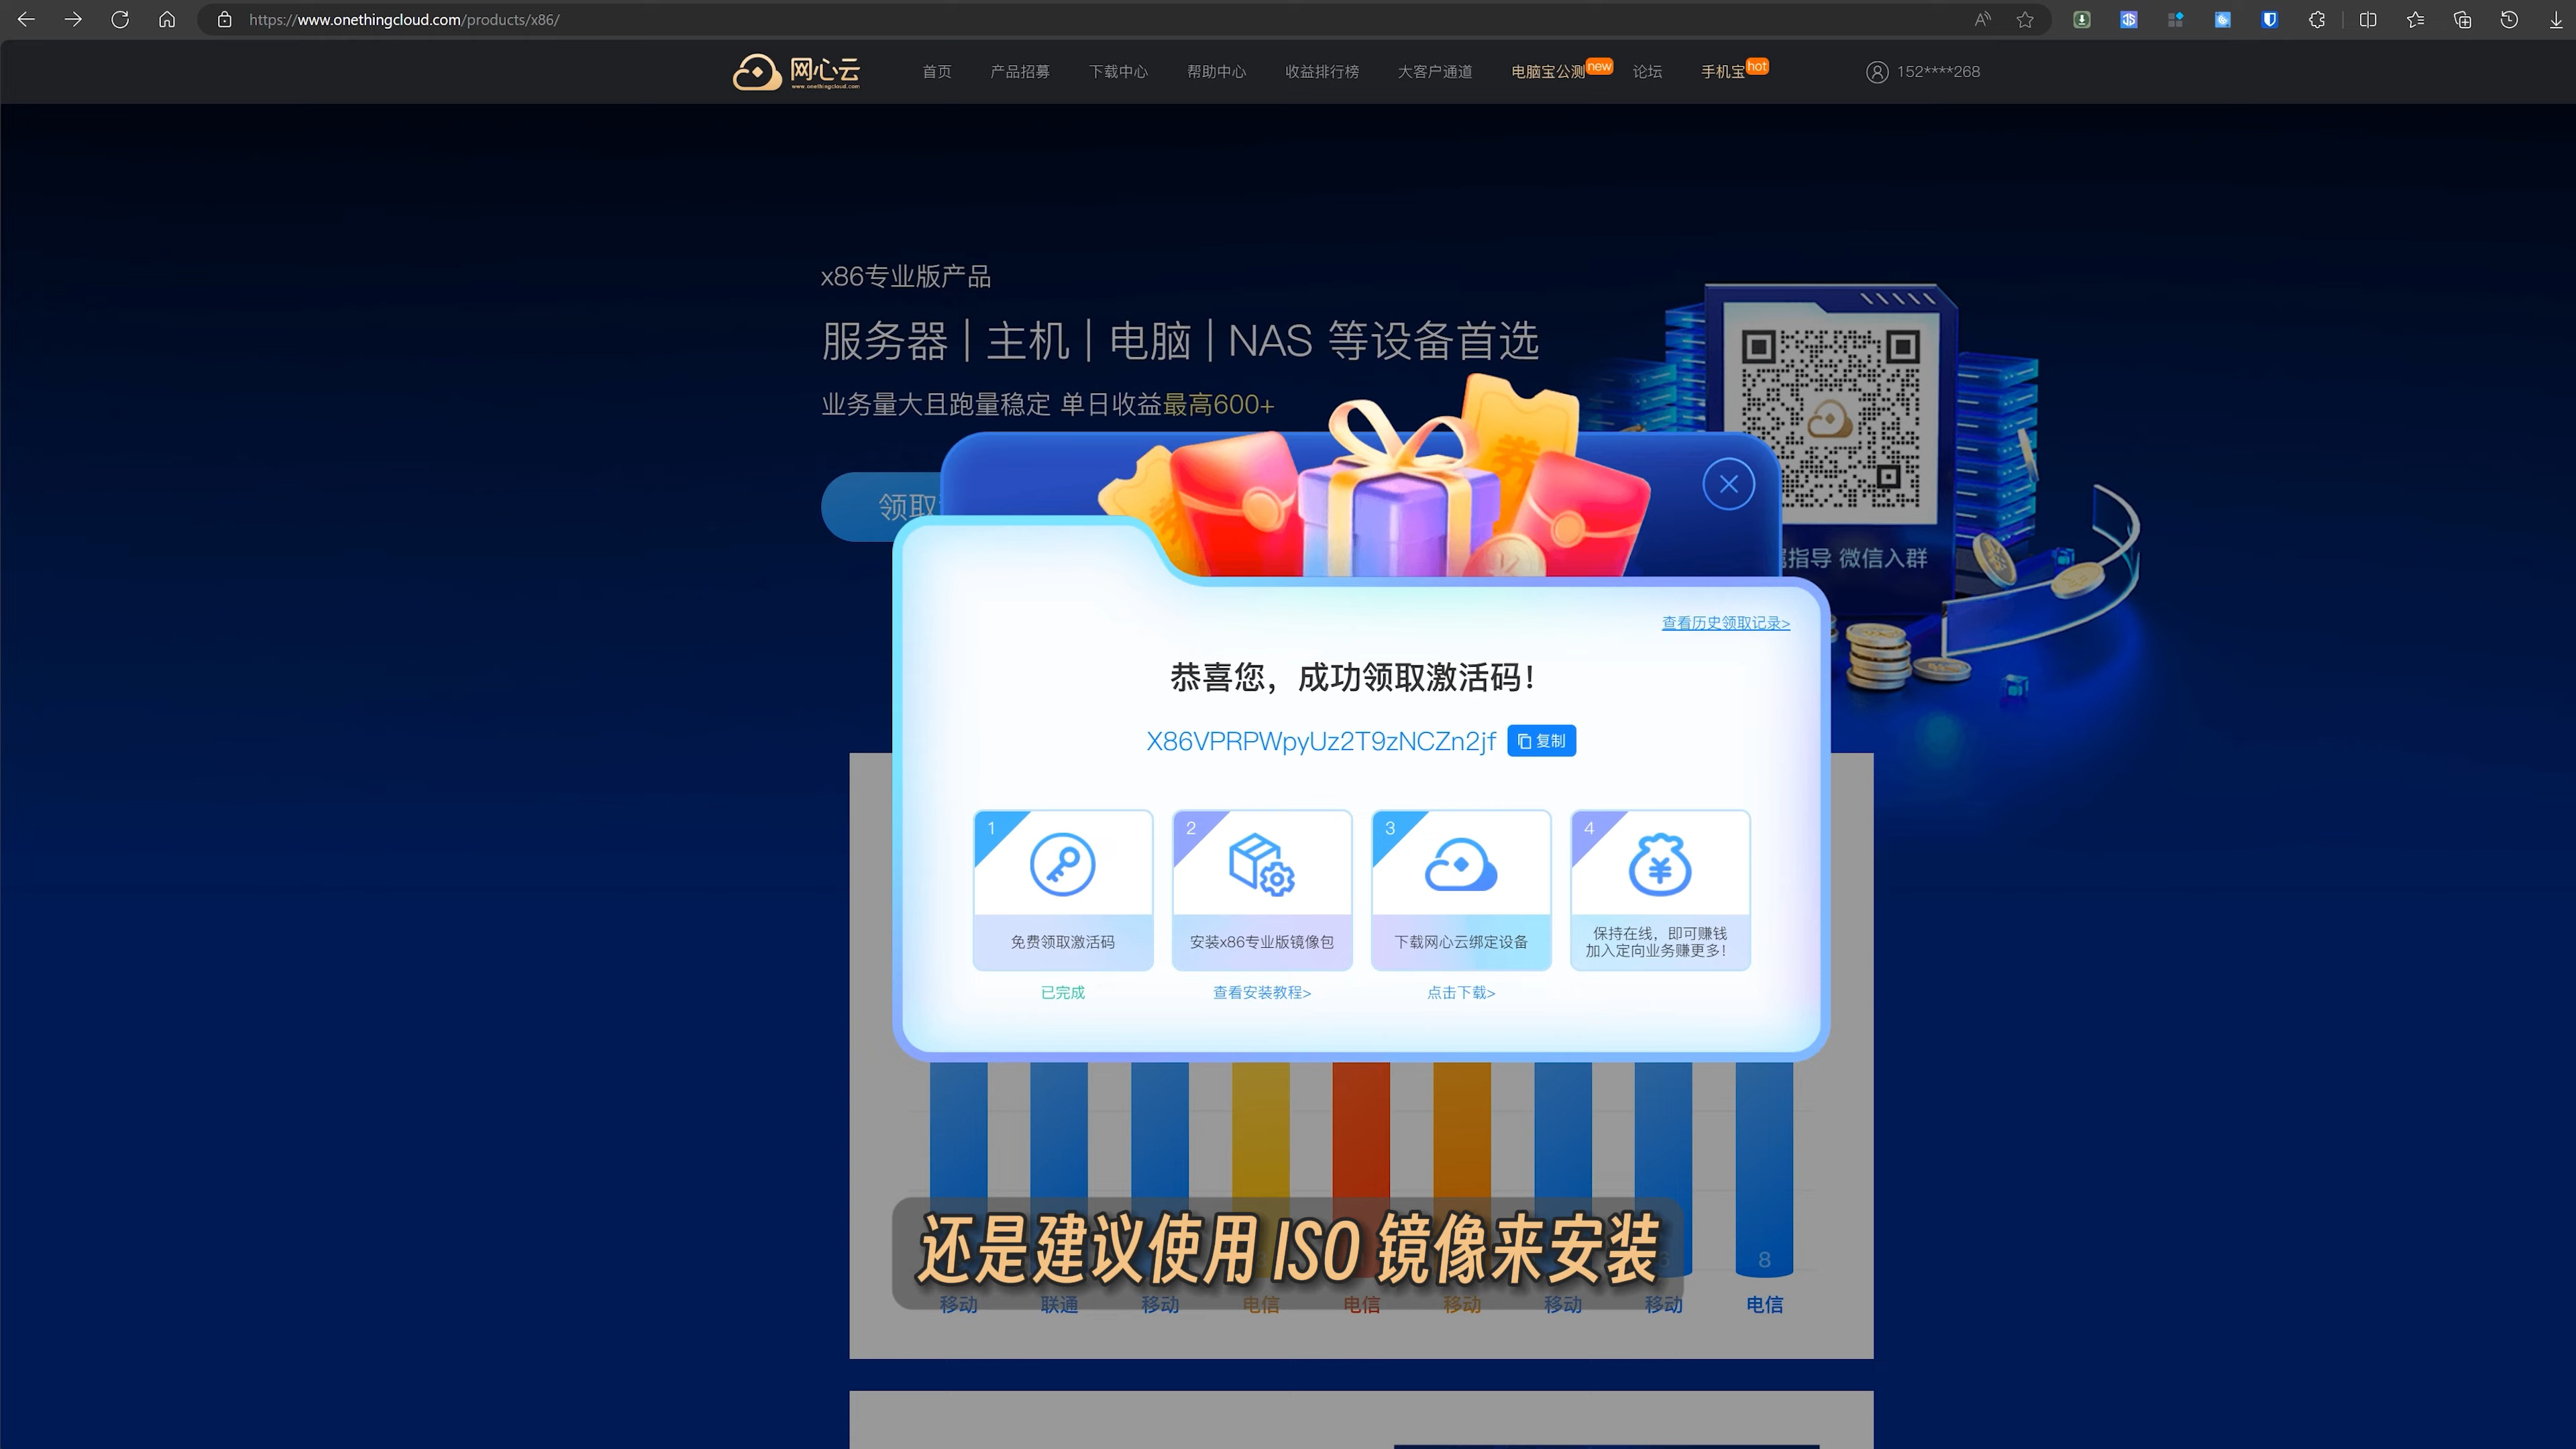 https://www.onethingcloud.com/products/x86/
网心云
www.onethingcloud.com
首页
产品招募
下载中心
帮助中心
收益排行榜
大客户通道
电脑宝公测
new
论坛
手机宝
hot
152****268
x86专业版产品
服务器 | 主机 | 电脑 | NAS 等设备首选
业务量大且跑量稳定 单日收益最高600+
领取
券
指导 微信入群
查看历史领取记录>
恭喜您，成功领取激活码！
X86VPRPWpyUz2T9zNCZn2jf
复制
1
2
3
4
免费领取激活码
安装x86专业版镜像包
下载网心云绑定设备
保持在线，即可赚钱
加入定向业务赚更多！
已完成
查看安装教程>
点击下载>
还是建议使用 ISO 镜像来安装
8
移动
联通
移动
电信
电信
移动
移动
移动
电信